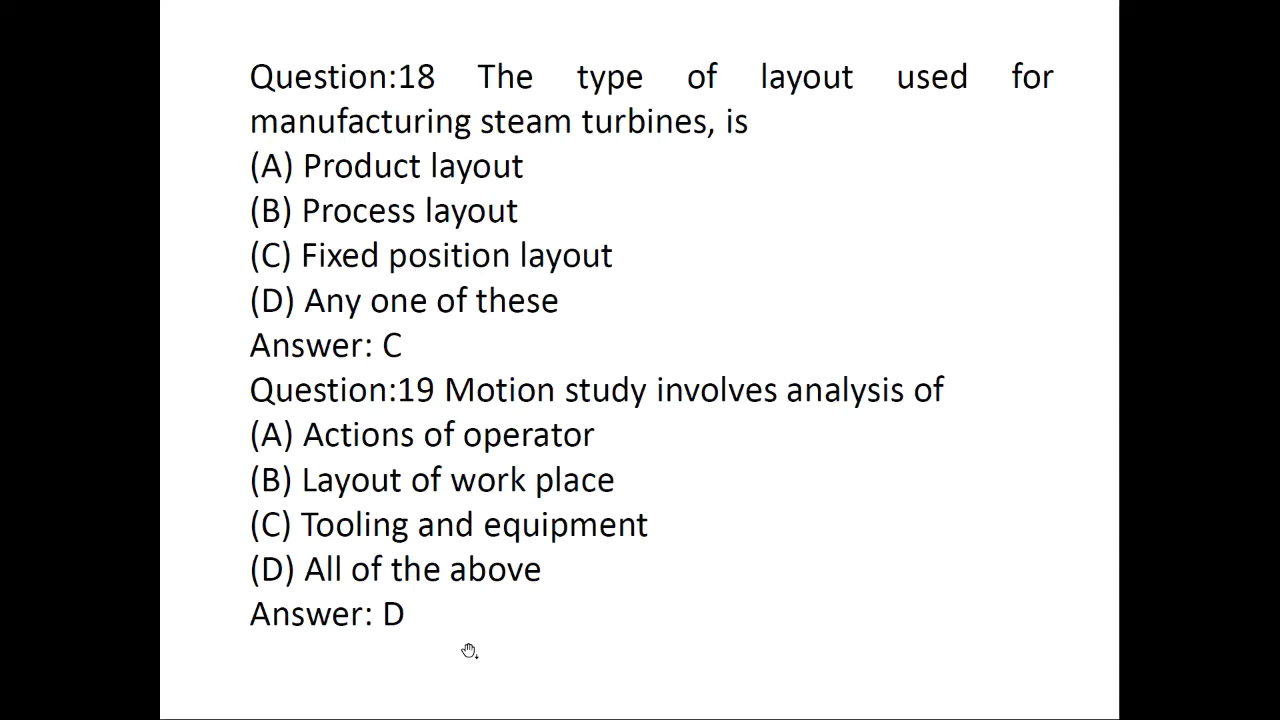 Question:18 The type of layout used for
manufacturing steam turbines, is
(A) Product layout
(B) Process layout
(C) Fixed position layout
(D) Any one of these
Answer: C
Question:19 Motion study involves analysis of
(A) Actions of operator
(B) Layout of work place
(C) Tooling and equipment
(D) All of the above
Answer: D